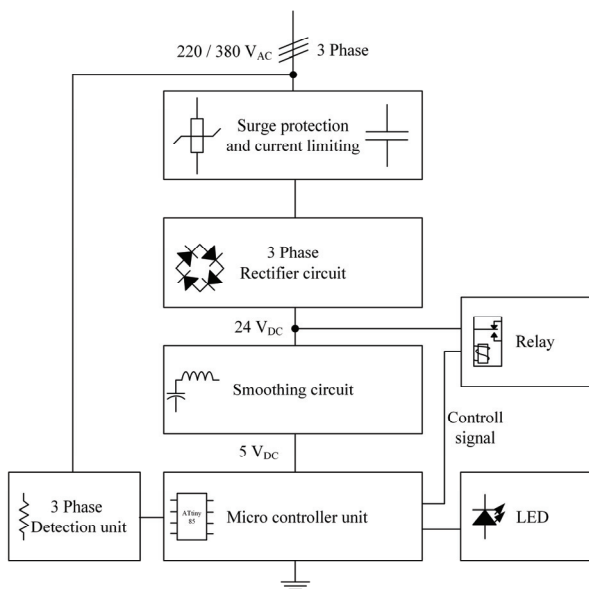 220 / 380 VAC 3 Phase
Surge protection
and current limiting
3 Phase
Rectifier circuit
24 VDC
Relay
Smoothing circuit
Controll
signal
5 VDC
3 Phase
Detection unit
ATtiny
85
Micro controller unit
LED